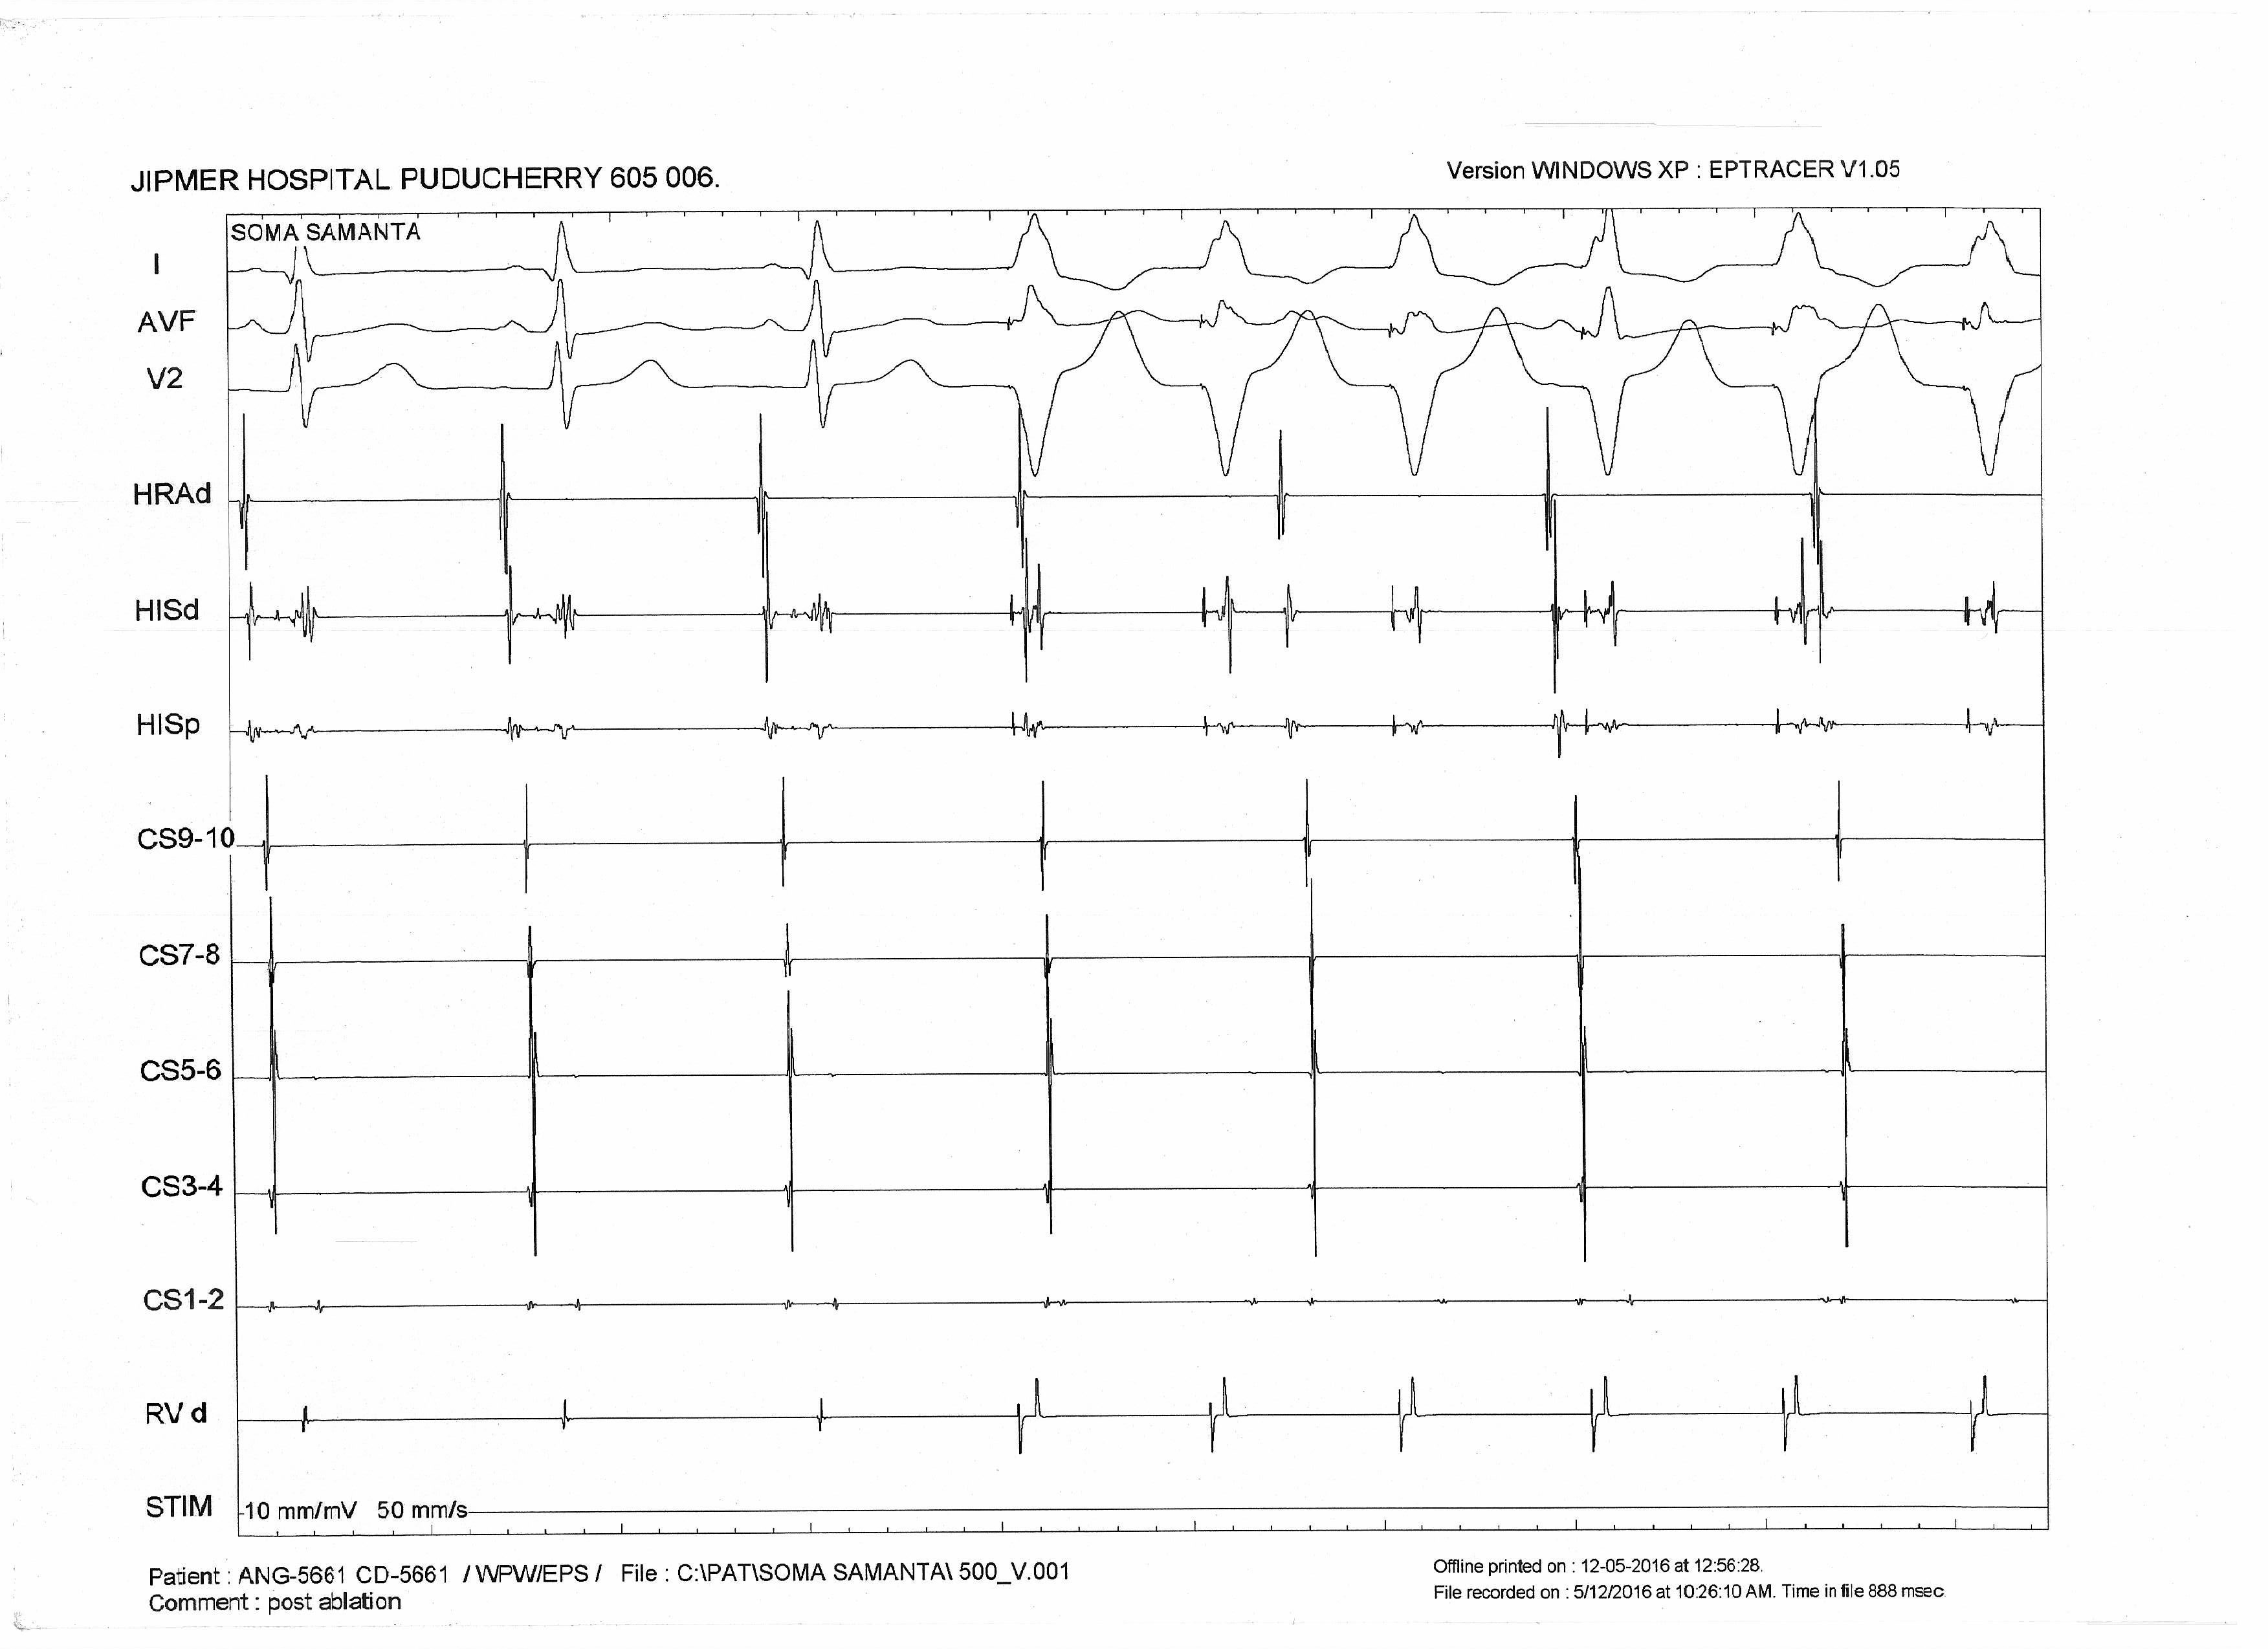 JIPMER HOSPITAL PUDUCHERRY 605 006.
Version WINDOWS XP : EPTRACER V1.05
SOMA SAMANTA
I
AVF
V2
HRAd
HISd
HISp
CS9-10
CS7-8
CS5-6
CS3-4
CS1-2
RV d
STIM
10 mm/mV 50 mm/s
Patient : ANG-5661 CD-5661 / WPW/EPS / File : C:\PAT\SOMA SAMANTA\ 500_V.001
Comment : post ablation
Offline printed on : 12-05-2016 at 12:56:28.
File recorded on : 5/12/2016 at 10:26:10 AM. Time in file 888 msec